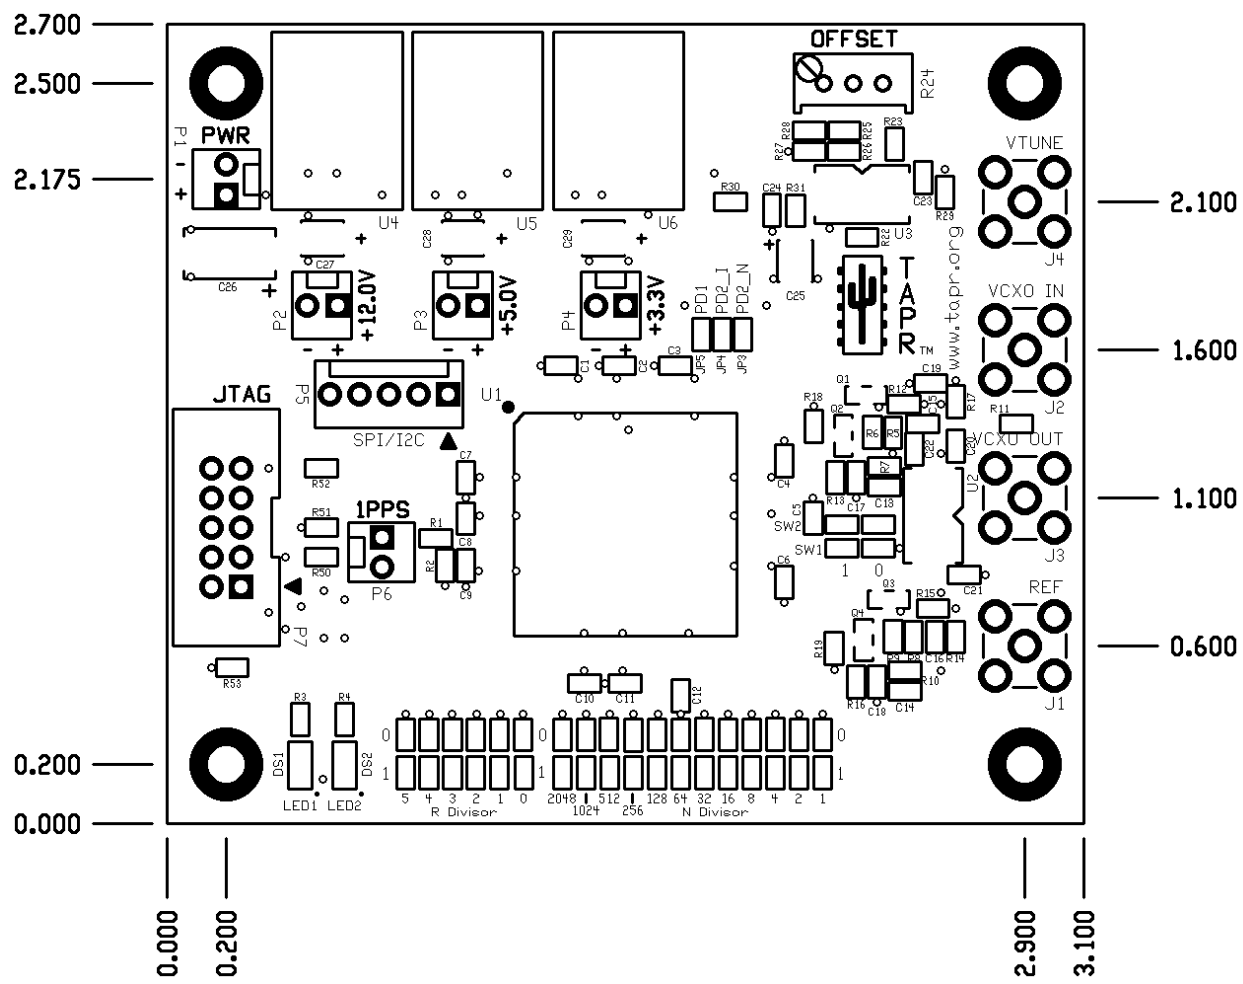 2.700
OFFSET
2.500
R24
P1
PWR
R28
R25
R23
VTUNE
R27
R26
-
2.175
+
C24
R31
R30
C23
R29
2.100
U4
U5
U6
U3
R22
J4
C26
+
C27
+
C28
+
C29
+
+
C25
TAPR
TM
www.tapr.org
VCXO IN
P2
+12.0V
P3
+5.0V
P4
+3.3V
PD1
PD2_I
PD2_N
- +
- +
- +
JP5
JP4
JP3
1.600
C1
C2
C3
C19
Q1
R12
R17
JTAG
P5
U1
R18
Q2
C15
R11
J2
SPI/I2C
R6
R5
C22
C20
VCXO OUT
C7
C4
R7
U2
R52
R13
C17
C13
1PPS
R51
R1
C5
SW2
1.100
C8
SW1
J3
R50
R2
C9
C6
1 0
C21
P6
Q3
R15
REF
P7
Q4
R19
R9
R8
C16
R14
0.600
R53
C10
C11
C12
R16
C18
C14
R10
J1
R3
R4
0
0
0
DS1
DS2
1
1
1
0.200
LED1
LED2
5 4 3 2 1 0
2048 512 128 64 32 16 8 4 2 1
1024 256
R Divisor
N Divisor
0.000
0.000
0.200
2.900
3.100